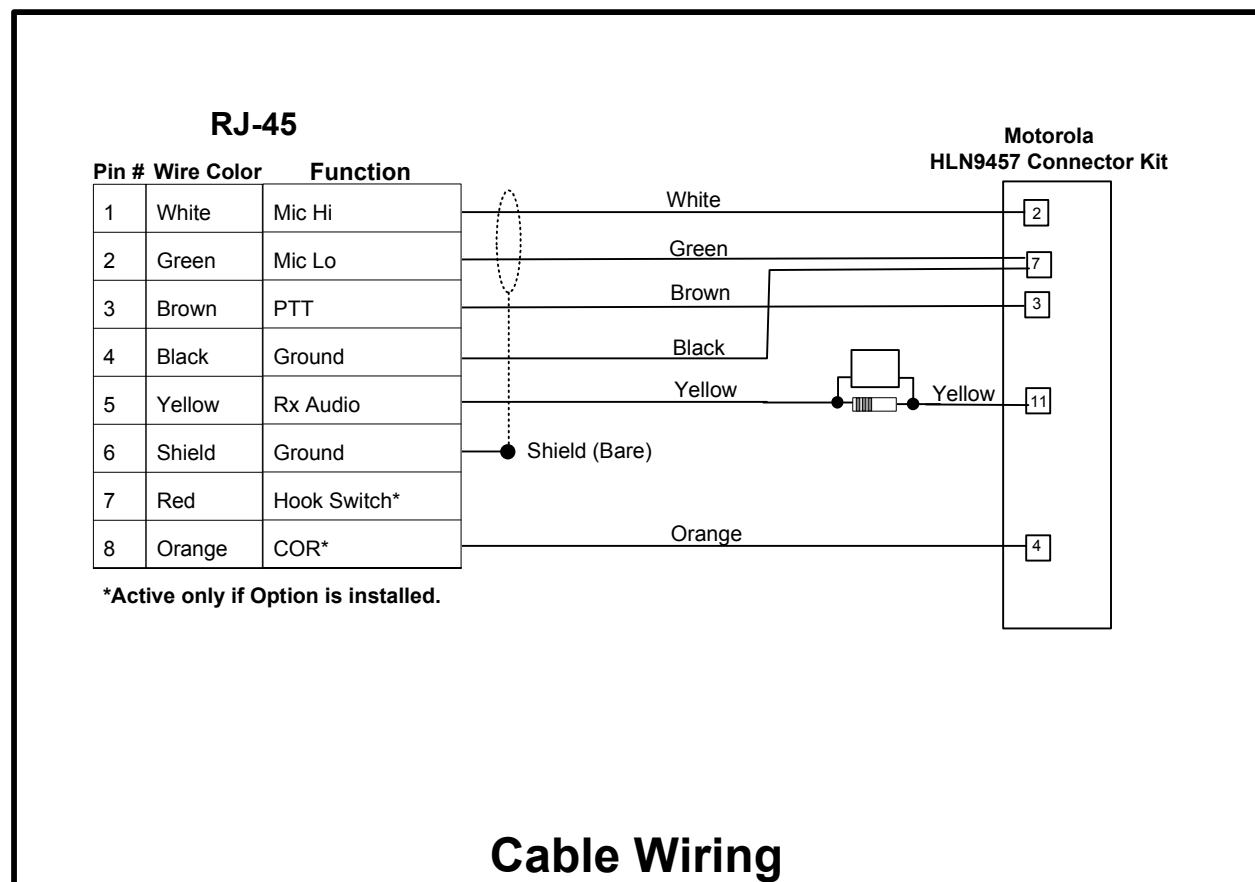 RJ-45
Motorola
HLN9457 Connector Kit
Pin # Wire Color Function
1 White Mic Hi
2 Green Mic Lo
3 Brown PTT
4 Black Ground
5 Yellow Rx Audio
6 Shield Ground
7 Red Hook Switch*
8 Orange COR*
White
2
Green
7
Brown
3
Black
Yellow
Yellow
11
Shield (Bare)
Orange
4
*Active only if Option is installed.
Cable Wiring